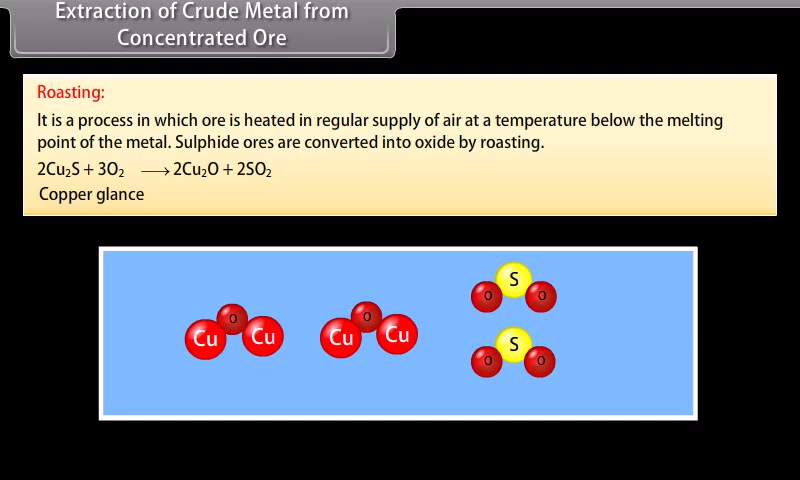 Extraction of Crude Metal from
Concentrated Ore
Roasting:
It is a process in which ore is heated in regular supply of air at a temperature below the melting
point of the metal. Sulphide ores are converted into oxide by roasting.
2Cu₂S + 3O₂ ⟶ 2Cu₂O + 2SO₂
Copper glance
S
O O
O O
Cu Cu Cu Cu
S
O O